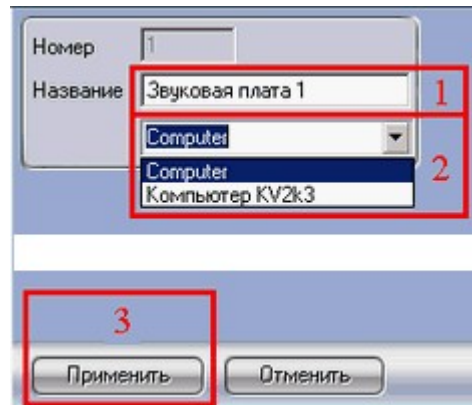 Номер 1
Название Звуковая плата 1 1
Computer
Computer 2
Компьютер KV2k3
3
Применить Отменить